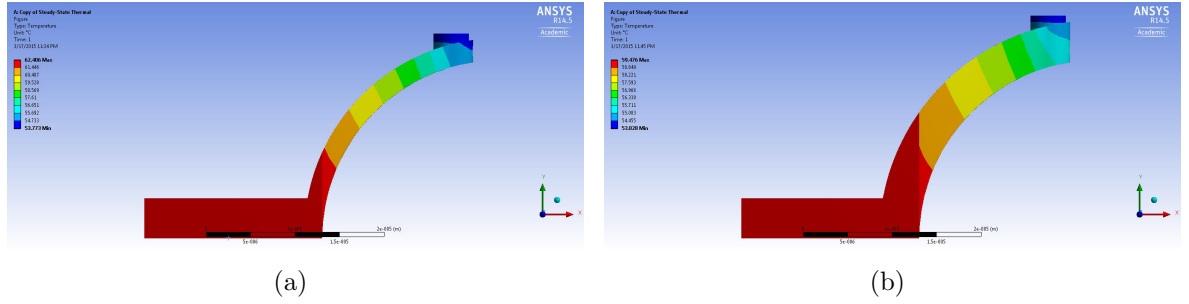 A: Copy of Steady-State Thermal
Figure
Type: Temperature
Unit: °C
Time: 1
3/17/2015 11:34 PM
62.406 Max
61.446
60.487
59.528
58.569
57.61
56.651
55.692
54.733
53.773 Min
ANSYS
R14.5
Academic
2e-005 (m)
5e-006
1.5e-005
Y
X
(a)
A: Copy of Steady-State Thermal
Figure
Type: Temperature
Unit: °C
Time: 1
3/17/2015 11:45 PM
59.476 Max
58.849
58.221
57.593
56.966
56.338
55.711
55.083
54.455
53.828 Min
ANSYS
R14.5
Academic
2e-005 (m)
5e-006
1.5e-005
Y
X
(b)